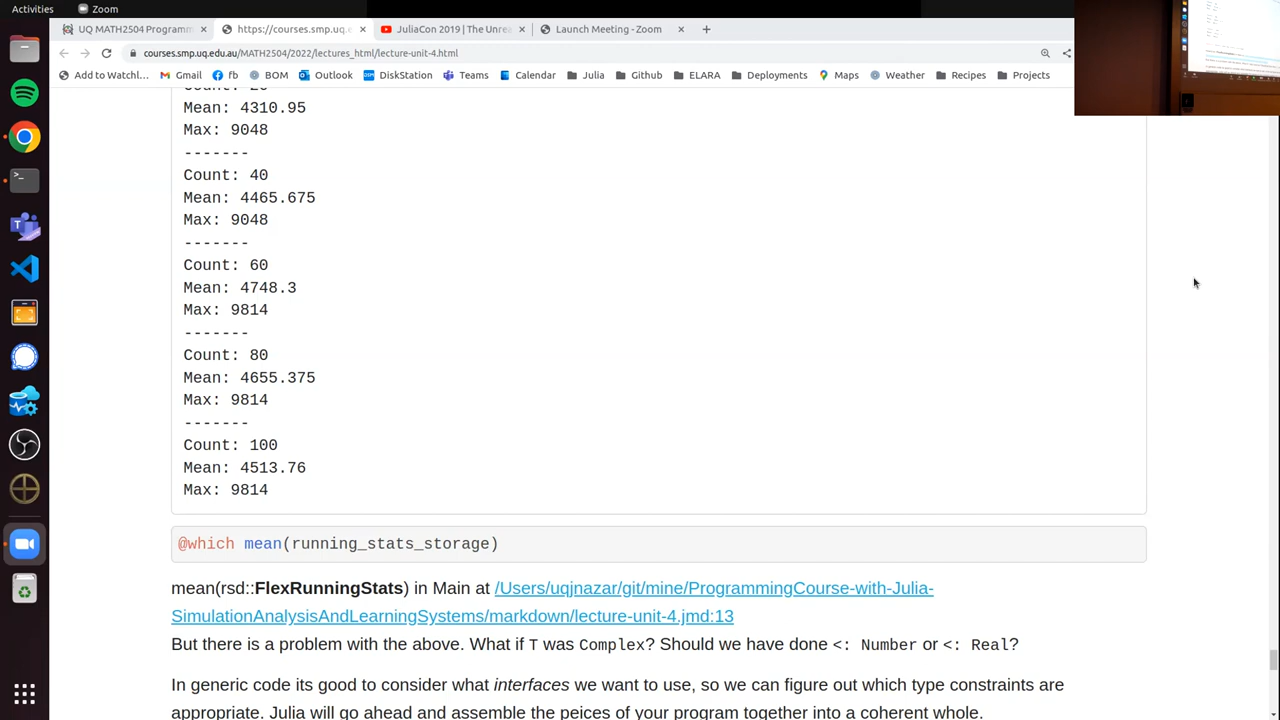 Activities
Zoom
UQ MATH2504 Programm
https://courses.smp.uq.e
JuliaCon 2019 | The Unre
Launch Meeting - Zoom
courses.smp.uq.edu.au/MATH2504/2022/lectures_html/lecture-unit-4.html
Add to Watchl... Gmail fb BOM Outlook DiskStation Teams Calendar Julia Github ELARA Deployments Maps Weather Recipes Projects
Mean: 4310.95
Max: 9048
-------
Count: 40
Mean: 4465.675
Max: 9048
-------
Count: 60
Mean: 4748.3
Max: 9814
-------
Count: 80
Mean: 4655.375
Max: 9814
-------
Count: 100
Mean: 4513.76
Max: 9814
@which mean(running_stats_storage)
mean(rsd::FlexRunningStats) in Main at /Users/uqjnazar/git/mine/ProgrammingCourse-with-Julia-
SimulationAnalysisAndLearningSystems/markdown/lecture-unit-4.jmd:13
But there is a problem with the above. What if T was Complex? Should we have done <: Number or <: Real?
In generic code its good to consider what interfaces we want to use, so we can figure out which type constraints are
appropriate. Julia will go ahead and assemble the peices of your program together into a coherent whole.